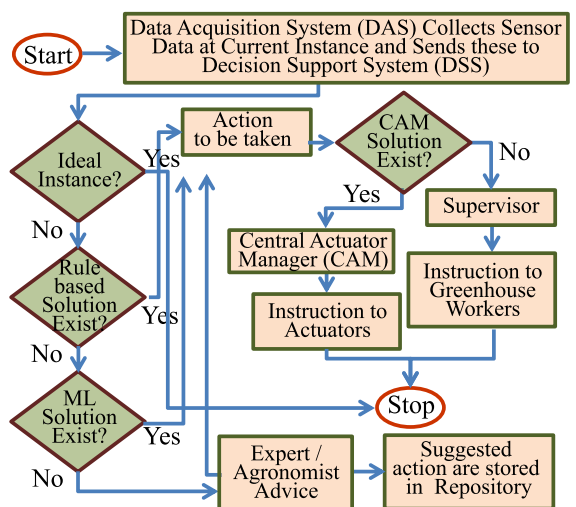 Start
Data Acquisition System (DAS) Collects Sensor
Data at Current Instance and Sends these to
Decision Support System (DSS)
Ideal
Instance?
Yes
No
Action
to be taken
CAM
Solution
Exist?
Yes
No
Supervisor
Central Actuator
Manager (CAM)
Instruction to
Greenhouse
Workers
Instruction to
Actuators
Rule
based
Solution
Exist?
Yes
No
ML
Solution
Exist?
Yes
No
Stop
Expert /
Agronomist
Advice
Suggested
action are stored
in Repository